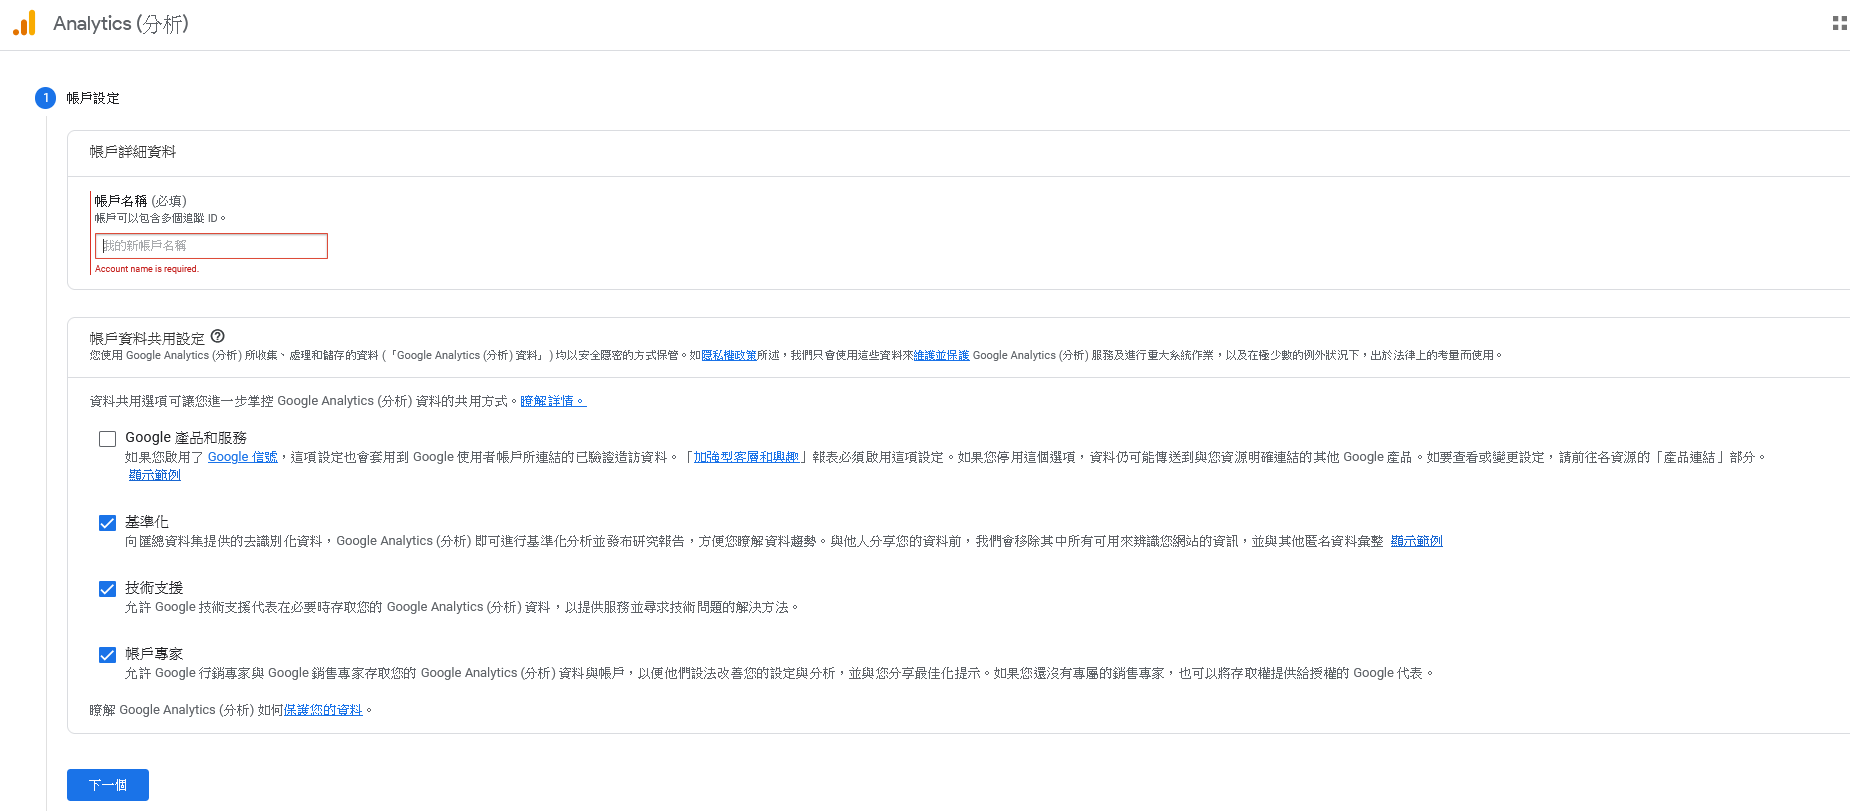 Analytics (分析)
1 帳戶設定
帳戶詳細資料
帳戶名稱 (必填)
帳戶可以包含多個追蹤 ID。
我的新帳戶名稱
Account name is required.
帳戶資料共用設定
您使用 Google Analytics (分析) 所收集、處理和儲存的資料 (「Google Analytics (分析) 資料」) 均以安全隱密的方式保管。如隱私權政策所述，我們只會使用這些資料來維護並保護 Google Analytics (分析) 服務及進行重大系統作業，以及在極少數的例外狀況下，出於法律上的考量而使用。
資料共用選項可讓您進一步掌控 Google Analytics (分析) 資料的共用方式。瞭解詳情。
Google 產品和服務
如果您啟用了 Google 信號，這項設定也會套用到 Google 使用者帳戶所連結的已驗證造訪資料。「加強型客層和興趣」報表必須啟用這項設定。如果您停用這個選項，資料仍可能傳送到與您資源明確連結的其他 Google 產品。如要查看或變更設定，請前往各資源的「產品連結」部分。
顯示範例
基準化
向匯總資料集提供的去識別化資料，Google Analytics (分析) 即可進行基準化分析並發布研究報告，方便您瞭解資料趨勢。與他人分享您的資料前，我們會移除其中所有可用來辨識您網站的資訊，並與其他匿名資料彙整 顯示範例
技術支援
允許 Google 技術支援代表在必要時存取您的 Google Analytics (分析) 資料，以提供服務並尋求技術問題的解決方法。
帳戶專家
允許 Google 行銷專家與 Google 銷售專家存取您的 Google Analytics (分析) 資料與帳戶，以便他們設法改善您的設定與分析，並與您分享最佳化提示。如果您還沒有專屬的銷售專家，也可以將存取權提供給授權的 Google 代表。
瞭解 Google Analytics (分析) 如何保護您的資料。
下一個